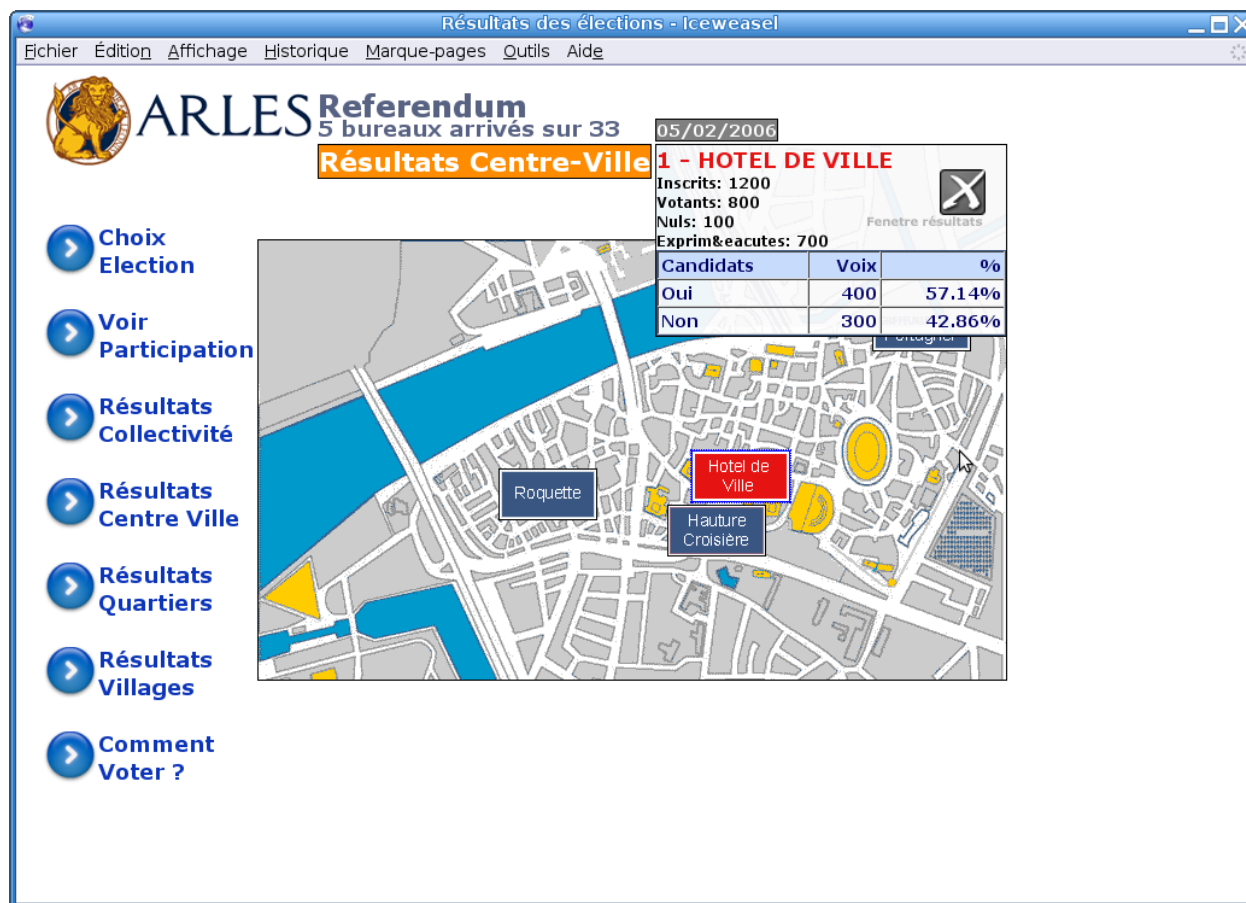 Résultats des élections - Iceweasel
Fichier Édition Affichage Historique Marque-pages Outils Aide
ARLES
Referendum
5 bureaux arrivés sur 33
05/02/2006
Résultats Centre-Ville
1 - HOTEL DE VILLE
Inscrits: 1200
Votants: 800
Nuls: 100
Fenetre résultats
Exprim&eacutes: 700
Candidats Voix %
Oui 400 57.14%
Non 300 42.86%
Choix
Election
Voir
Participation
Résultats
Collectivité
Résultats
Centre Ville
Résultats
Quartiers
Résultats
Villages
Comment
Voter ?
Hotel de
Ville
Roquette
Hauture
Croisière